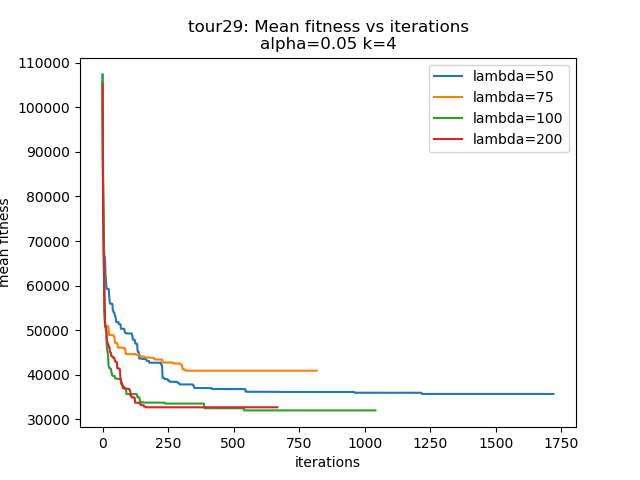 tour29: Mean fitness vs iterations
alpha=0.05 k=4
110000
100000
90000
80000
70000
60000
50000
40000
30000
mean fitness
lambda=50
lambda=75
lambda=100
lambda=200
0
250
500
750
1000
1250
1500
1750
iterations